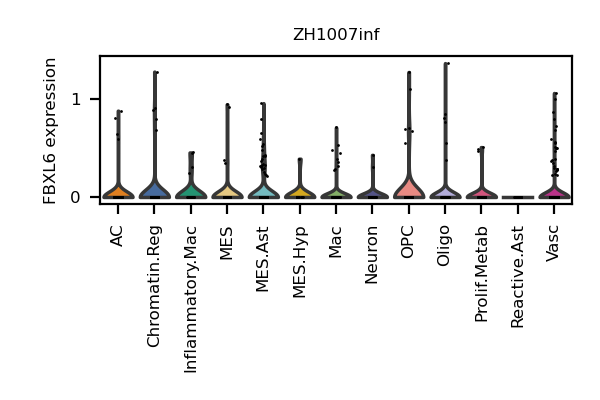 ZH1007inf
FBXL6 expression
1
0
AC
Chromatin.Reg
Inflammatory.Mac
MES
MES.Ast
MES.Hyp
Mac
Neuron
OPC
Oligo
Prolif.Metab
Reactive.Ast
Vasc